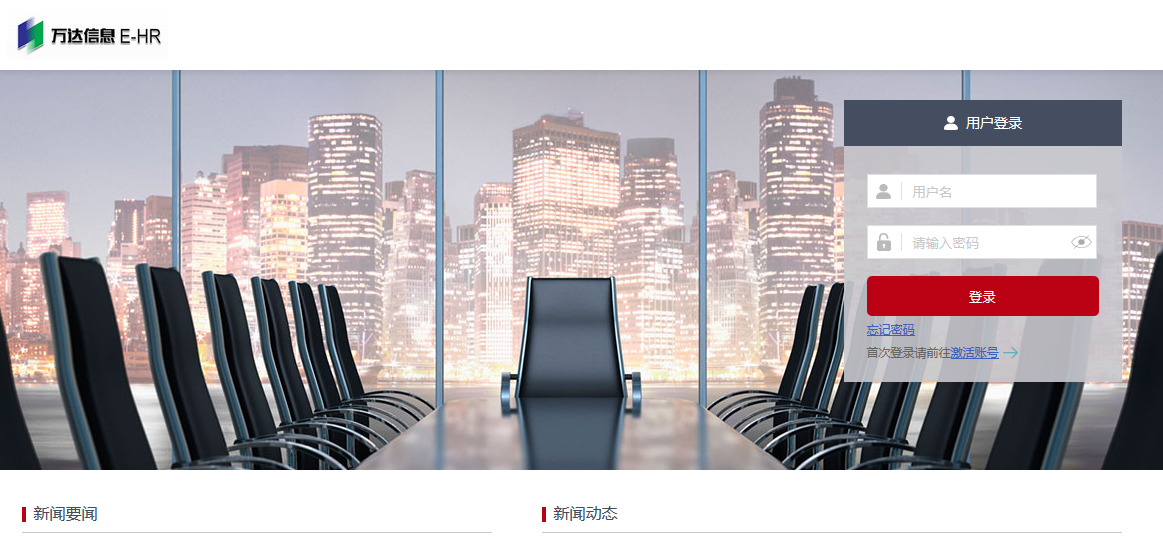 万达信息 E-HR
用户登录
用户名
请输入密码
登录
忘记密码
首次登录请前往激活账号
新闻要闻
新闻动态